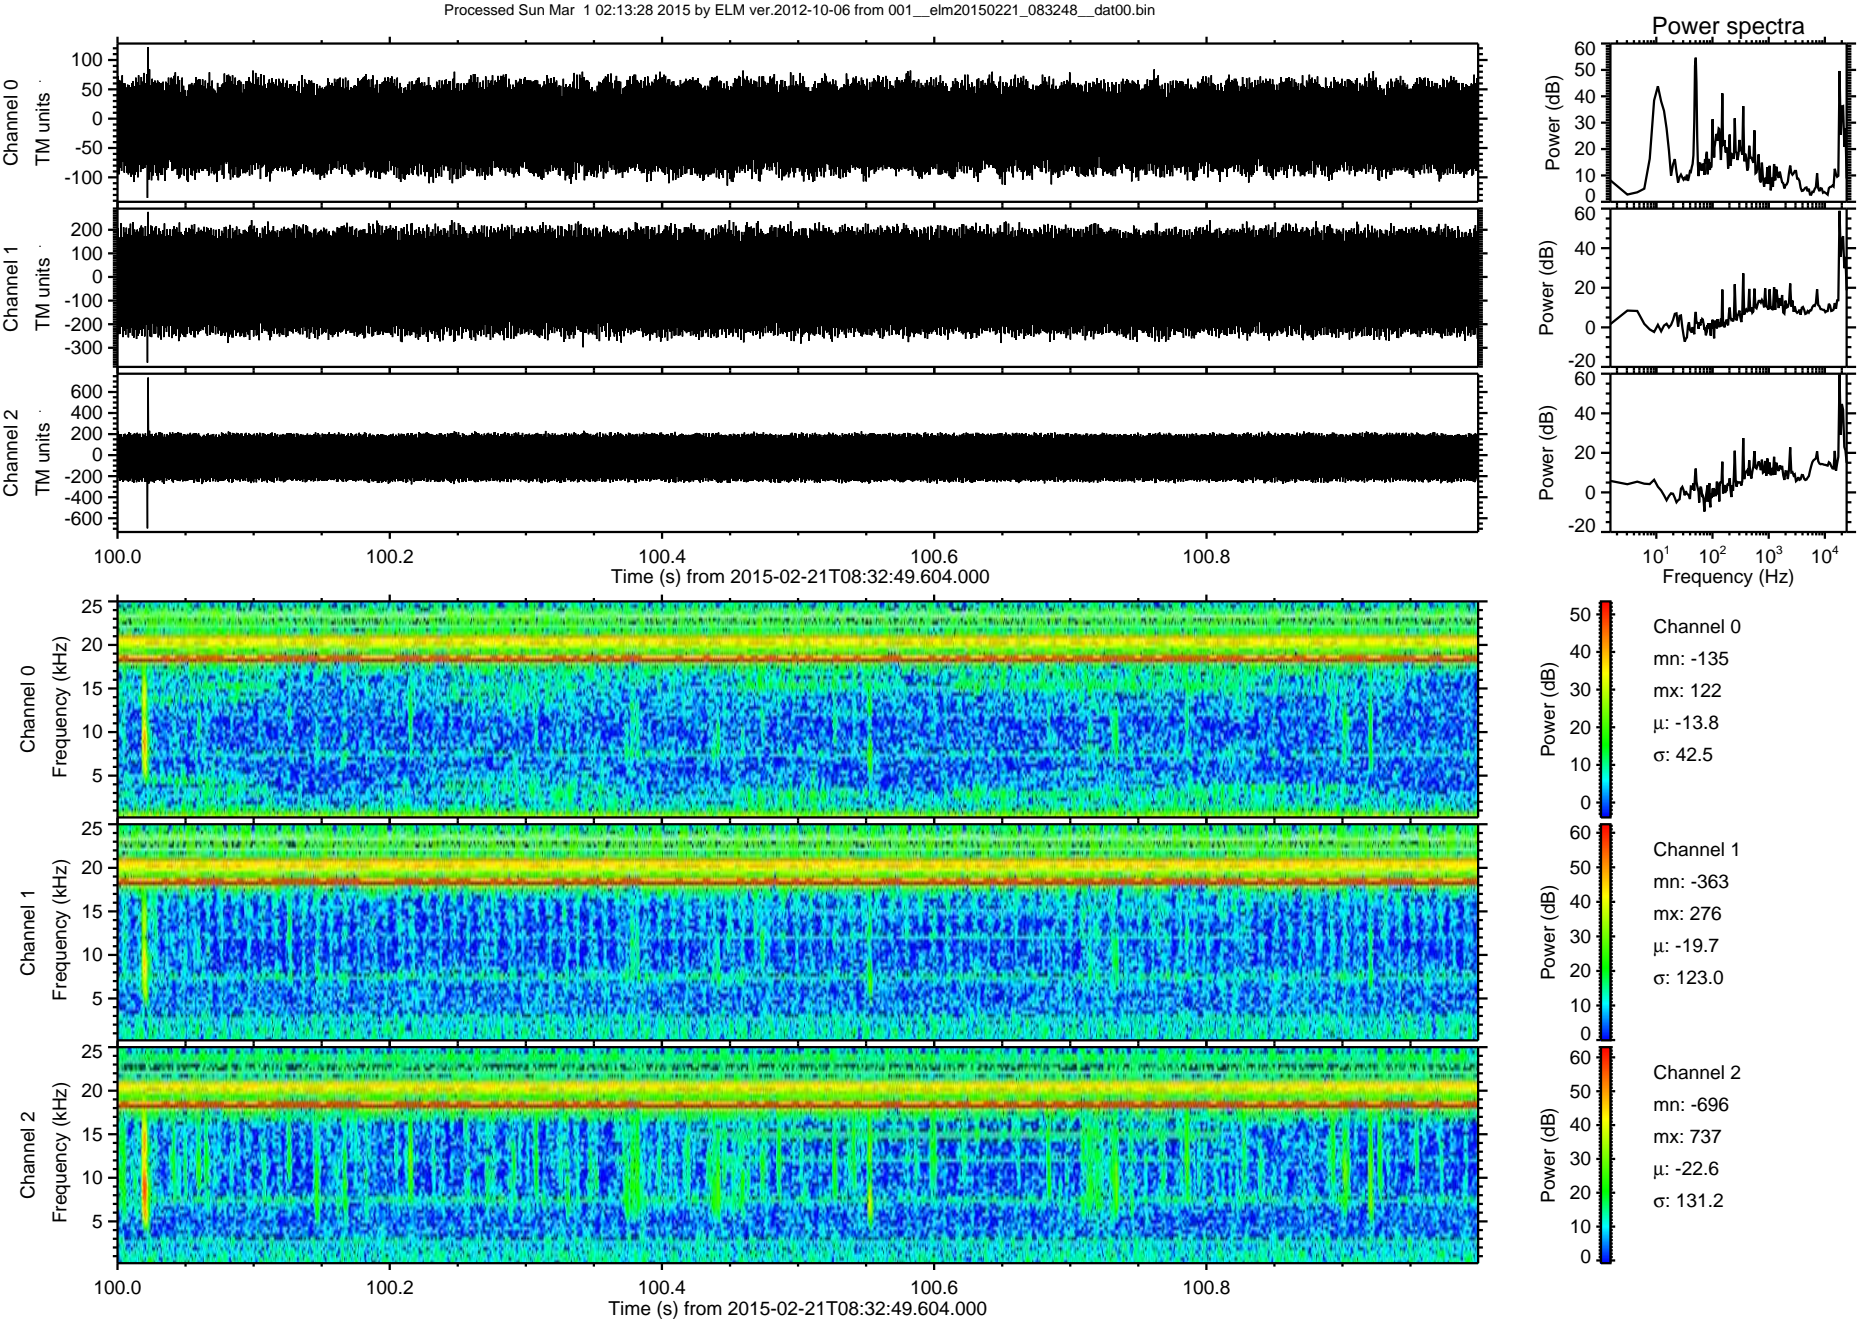 Processed Sun Mar 1 02:13:28 2015 by ELM ver.2012-10-06 from 001__elm20150221_083248__dat00.bin
Power spectra
Channel 0
TM units
100
50
0
-50
-100
Power (dB)
60
50
40
30
20
10
0
Channel 1
TM units
200
100
0
-100
-200
-300
Power (dB)
60
40
20
0
-20
Channel 2
TM units
600
400
200
0
-200
-400
-600
Power (dB)
60
40
20
0
-20
100.0 100.2 100.4 100.6 100.8
Time (s) from 2015-02-21T08:32:49.604.000
10¹ 10² 10³ 10⁴
Frequency (Hz)
Channel 0
Frequency (kHz)
25
20
15
10
5
Power (dB)
50
40
30
20
10
0
Channel 0
mn: -135
mx: 122
µ: -13.8
σ: 42.5
Channel 1
Frequency (kHz)
25
20
15
10
5
Power (dB)
60
50
40
30
20
10
0
Channel 1
mn: -363
mx: 276
µ: -19.7
σ: 123.0
Channel 2
Frequency (kHz)
25
20
15
10
5
Power (dB)
60
50
40
30
20
10
0
Channel 2
mn: -696
mx: 737
µ: -22.6
σ: 131.2
100.0 100.2 100.4 100.6 100.8
Time (s) from 2015-02-21T08:32:49.604.000